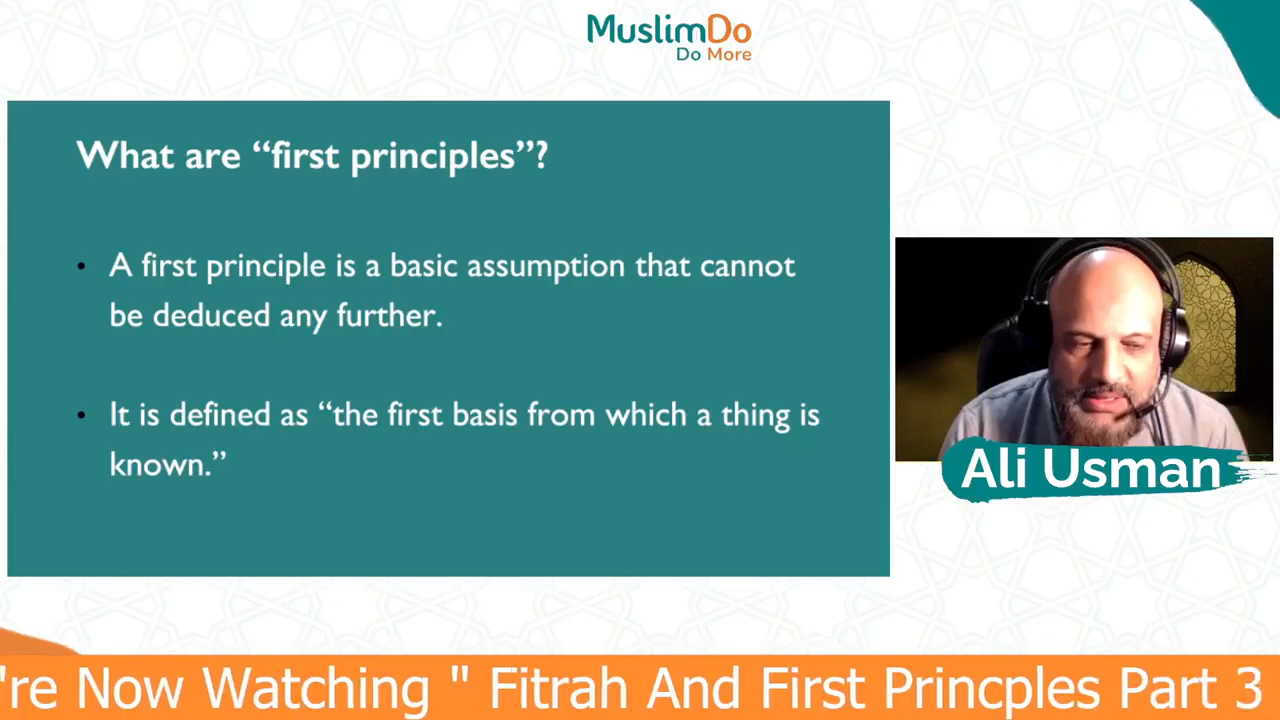 MuslimDo
Do More
What are “first principles”?
• A first principle is a basic assumption that cannot
be deduced any further.
• It is defined as “the first basis from which a thing is
known.”
Ali Usman
're Now Watching " Fitrah And First Princples Part 3